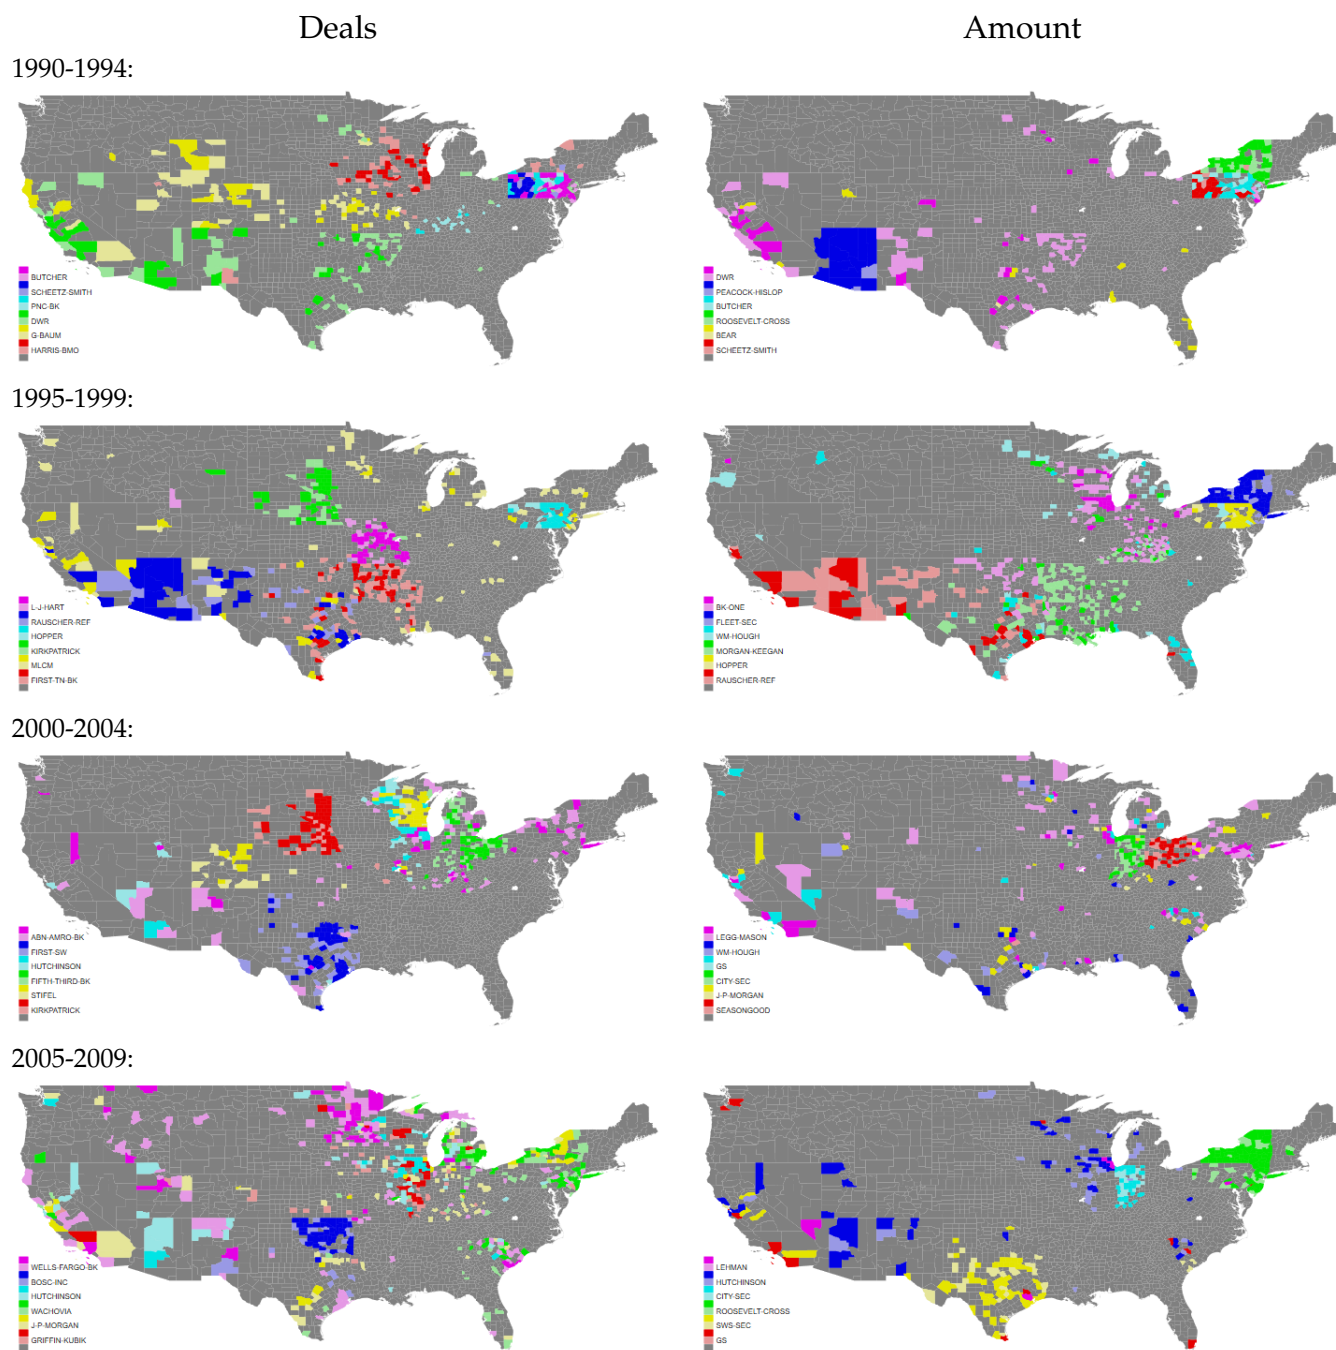 Deals
Amount
1990-1994:
BUTCHER
SCHEETZ-SMITH
PNC-BK
DWR
G-BAUM
HARRIS-BMO
DWR
PEACOCK-HISLOP
BUTCHER
ROOSEVELT-CROSS
BEAR
SCHEETZ-SMITH
1995-1999:
L-J-HART
RAUSCHER-REF
HOPPER
KIRKPATRICK
MLCM
FIRST-TN-BK
BK-ONE
FLEET-SEC
WM-HOUGH
MORGAN-KEEGAN
HOPPER
RAUSCHER-REF
2000-2004:
ABN-AMRO-BK
FIRST-SW
HUTCHINSON
FIFTH-THIRD-BK
STIFEL
KIRKPATRICK
LEGG-MASON
WM-HOUGH
GS
CITY-SEC
J-P-MORGAN
SEASONGOOD
2005-2009:
WELLS-FARGO-BK
BOSC-INC
HUTCHINSON
WACHOVIA
J-P-MORGAN
GRIFFIN-KUBIK
LEHMAN
HUTCHINSON
CITY-SEC
ROOSEVELT-CROSS
SWS-SEC
GS